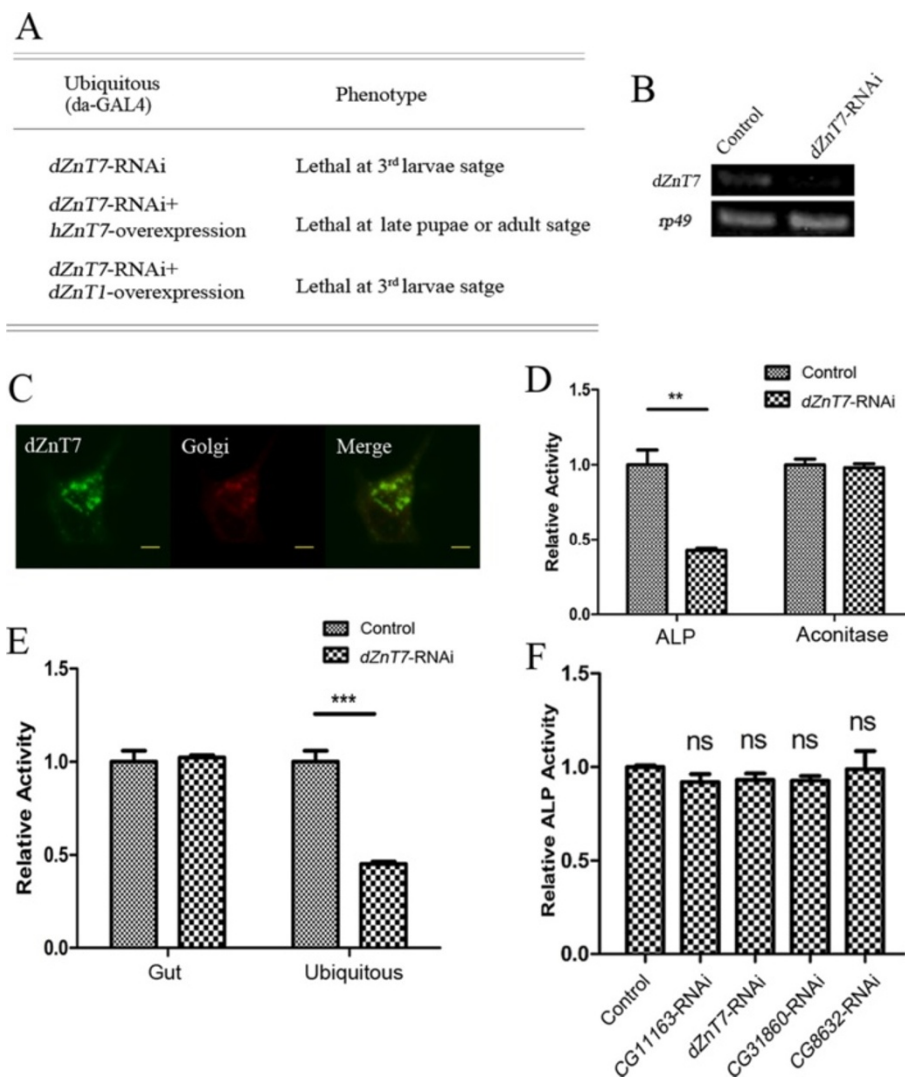 A
Ubiquitous
(da-GAL4)
Phenotype
dZnT7-RNAi
Lethal at 3rd larvae satge
dZnT7-RNAi+
hZnT7-overexpression
Lethal at late pupae or adult satge
dZnT7-RNAi+
dZnT1-overexpression
Lethal at 3rd larvae satge
B
Control
dZnT7-RNAi
dZnT7
rp49
C
dZnT7
Golgi
Merge
D
Control
dZnT7-RNAi
Relative Activity
1.5
1.0
0.5
0.0
**
ALP
Aconitase
E
Control
dZnT7-RNAi
Relative Activity
1.5
1.0
0.5
0.0
***
Gut
Ubiquitous
F
Relative ALP Activity
1.5
1.0
0.5
0.0
ns
ns
ns
ns
Control
CG11163-RNAi
dZnT7-RNAi
CG31860-RNAi
CG8632-RNAi